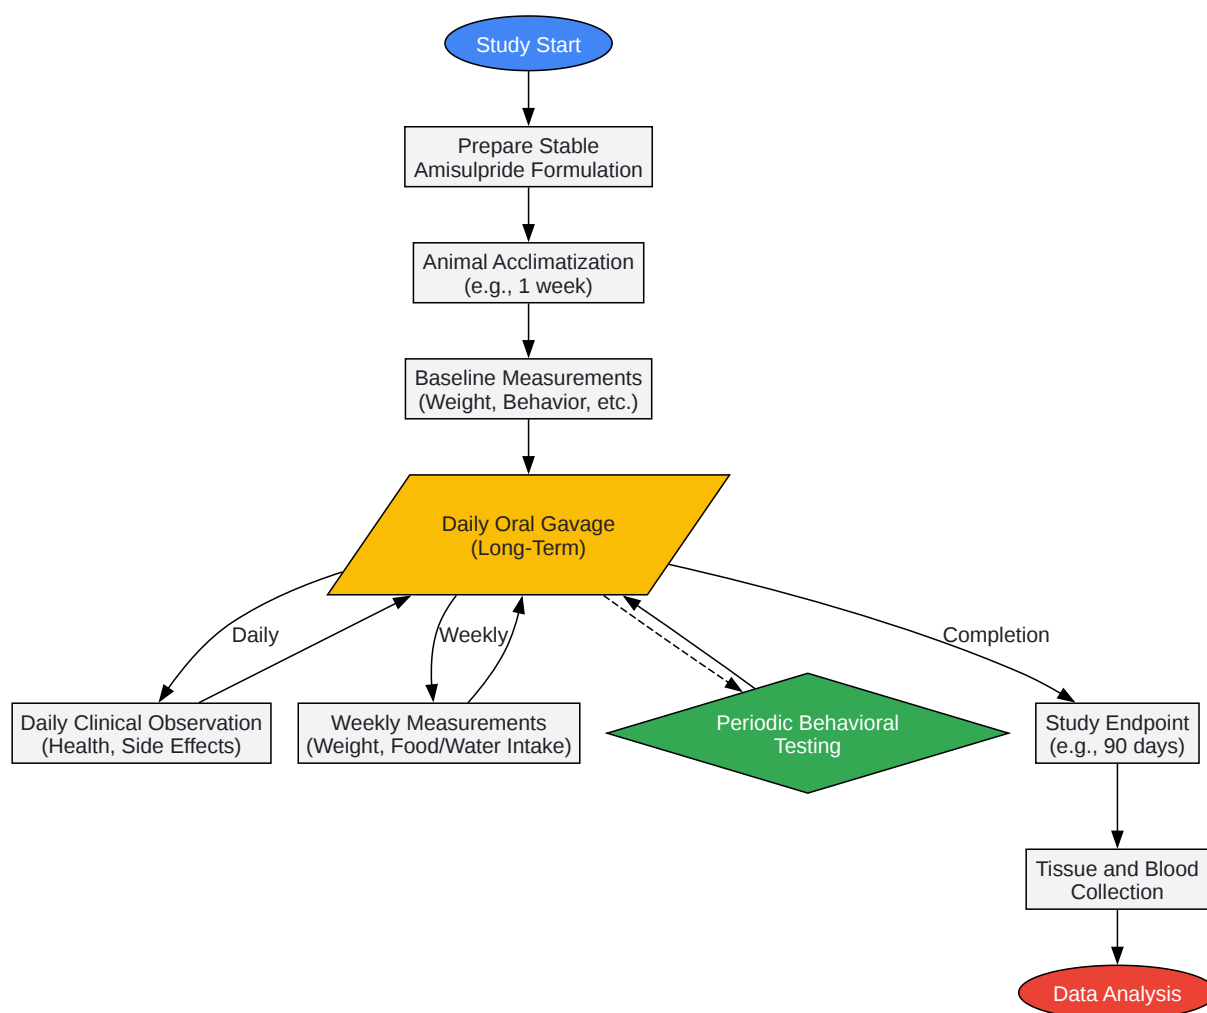 Study Start
Prepare Stable
Amisulpride Formulation
Animal Acclimatization
(e.g., 1 week)
Baseline Measurements
(Weight, Behavior, etc.)
Daily Oral Gavage
(Long-Term)
Daily
Weekly
Completion
Daily Clinical Observation
(Health, Side Effects)
Weekly Measurements
(Weight, Food/Water Intake)
Periodic Behavioral
Testing
Study Endpoint
(e.g., 90 days)
Tissue and Blood
Collection
Data Analysis